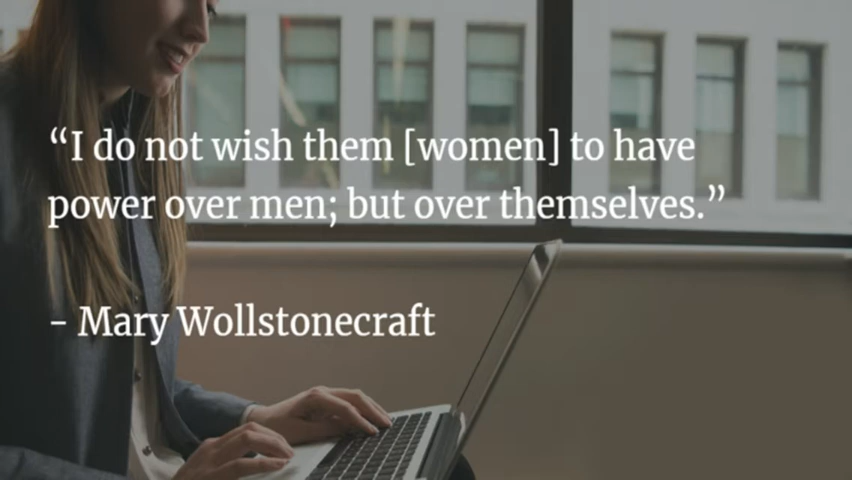 “I do not wish them [women] to have
power over men; but over themselves.”
- Mary Wollstonecraft